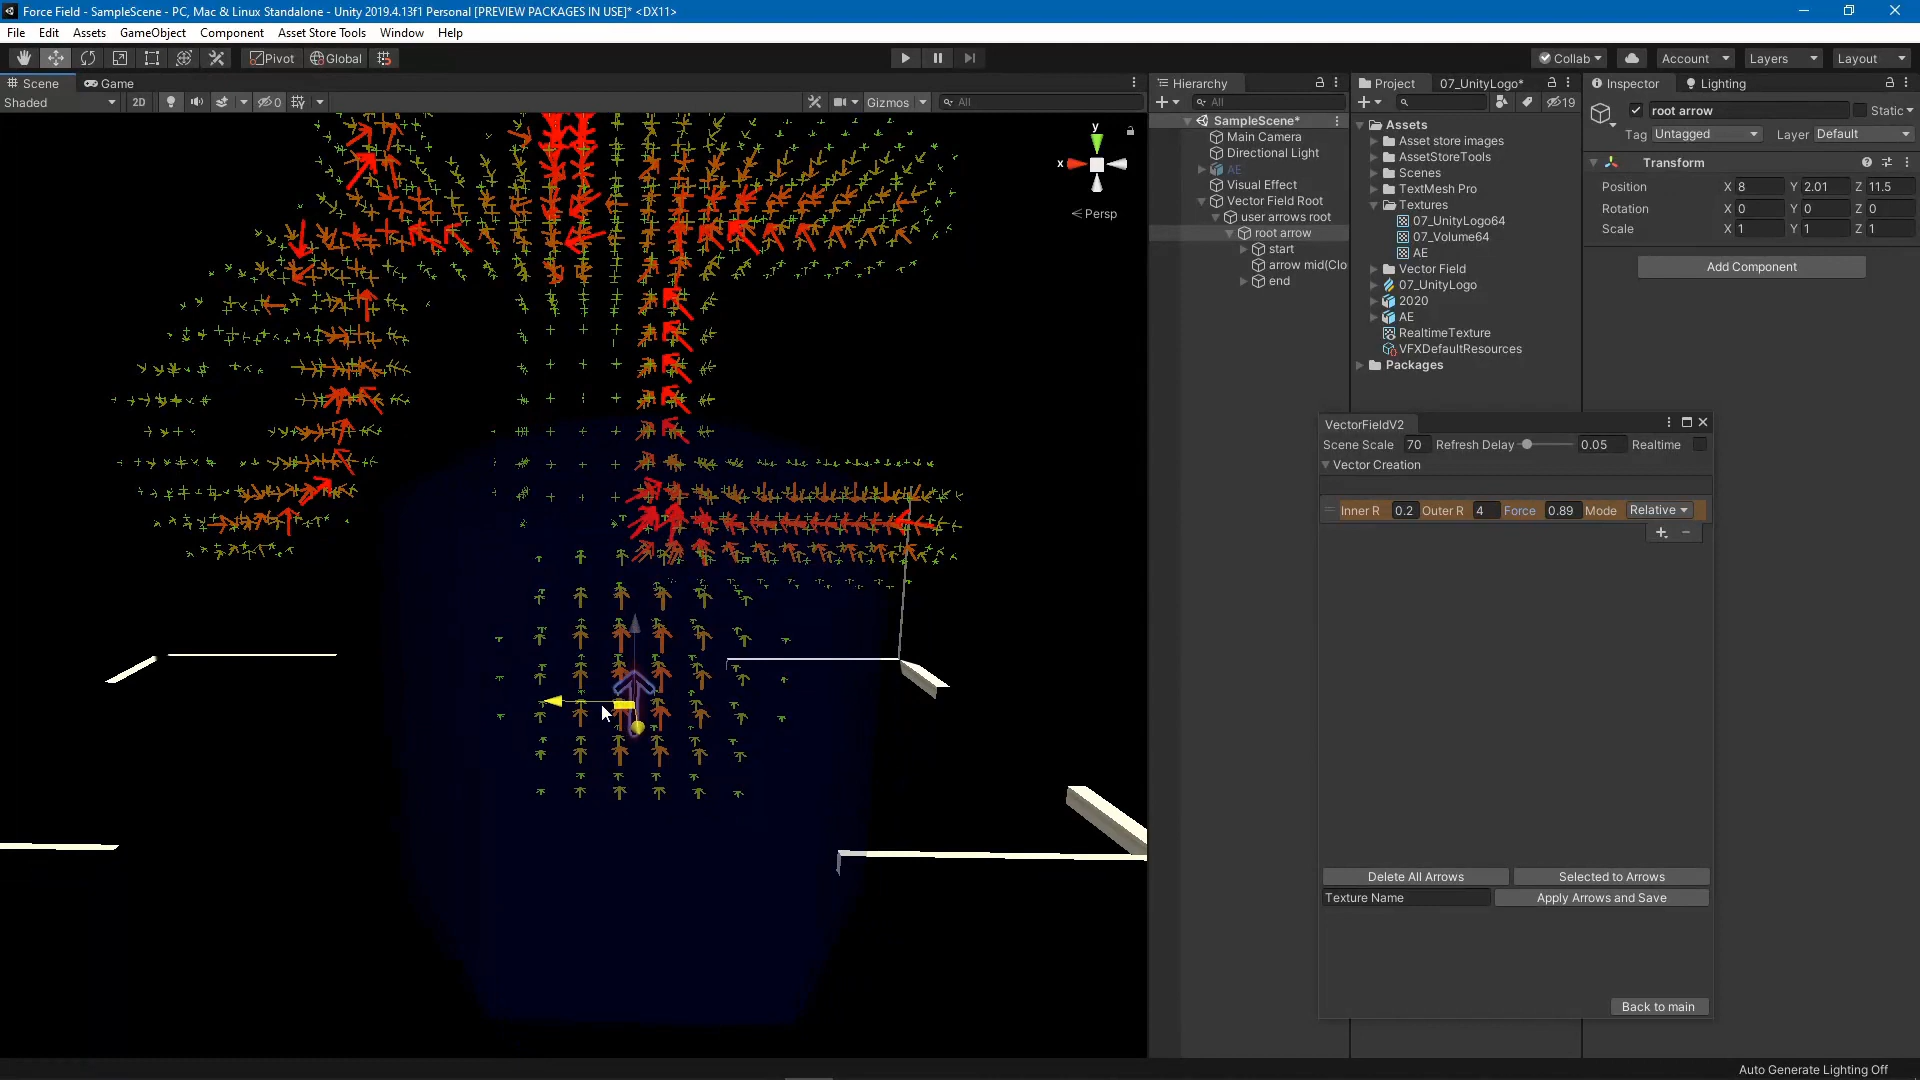 Force Field - SampleScene - PC, Mac & Linux Standalone - Unity 2019.4.13f1 Personal [PREVIEW PACKAGES IN USE]* <DX11>
File Edit Assets GameObject Component Asset Store Tools Window Help
Pivot Global Collab Account Layers Layout
Scene Game
Shaded 2D 0 Gizmos All
y
x
Persp
Hierarchy
All
SampleScene*
Main Camera
Directional Light
AE
Visual Effect
Vector Field Root
user arrows root
root arrow
start
arrow mid(Clo
end
Project 07_UnityLogo*
19
Assets
Asset store images
AssetStoreTools
Scenes
TextMesh Pro
Textures
07_UnityLogo64
07_Volume64
AE
Vector Field
07_UnityLogo
2020
AE
RealtimeTexture
VFXDefaultResources
Packages
Inspector Lighting
root arrow Static
Tag Untagged Layer Default
Transform
Position X 8 Y 2.01 Z 11.5
Rotation X 0 Y 0 Z 0
Scale X 1 Y 1 Z 1
Add Component
VectorFieldV2
Scene Scale 70 Refresh Delay 0.05 Realtime
Vector Creation
Inner R 0.2 Outer R 4 Force 0.89 Mode Relative
Delete All Arrows Selected to Arrows
Texture Name Apply Arrows and Save
Back to main
Auto Generate Lighting Off